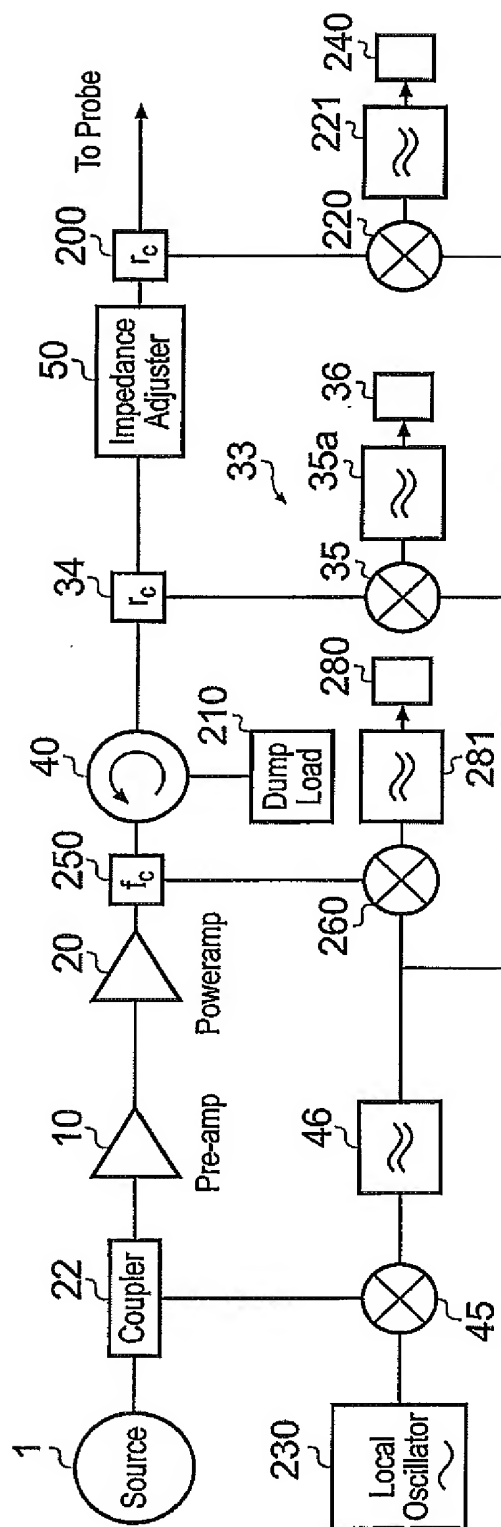 1
Source
22
Coupler
10
Pre-amp
20
Poweramp
250
fc
40
210
Dump
Load
34
rc
50
Impedance
Adjuster
200
rc
To Probe
230
Local
Oscillator
45
46
260
281
280
33
35
35a
36
220
221
240